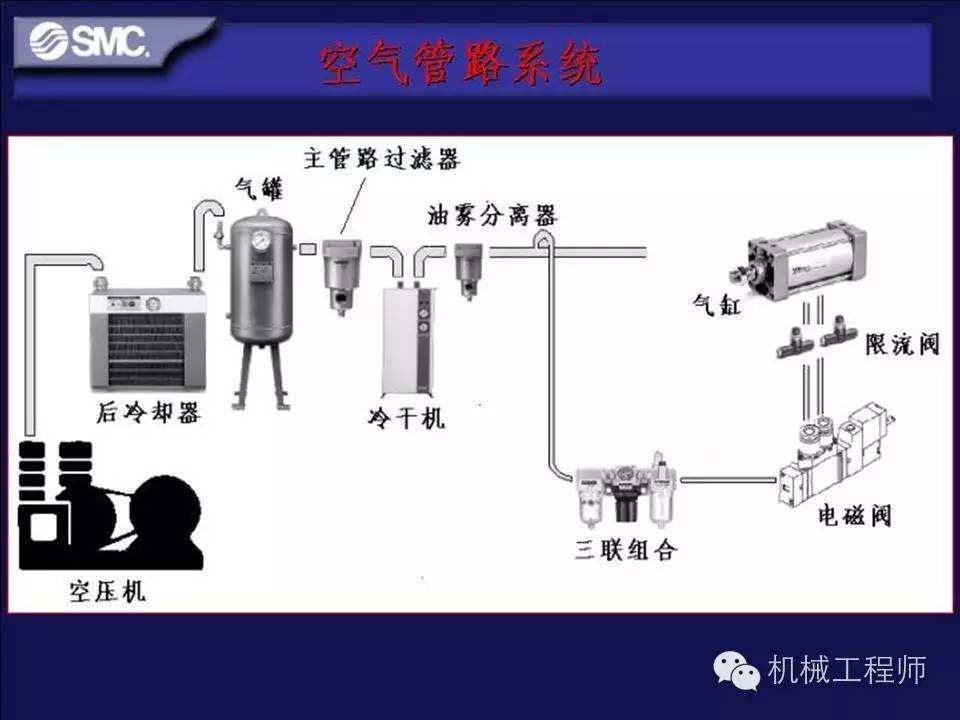 SMC.
空气管路系统
主管路过滤器
气罐
油雾分离器
气缸
限流阀
后冷却器
冷干机
电磁阀
三联组合
空压机
机械工程师